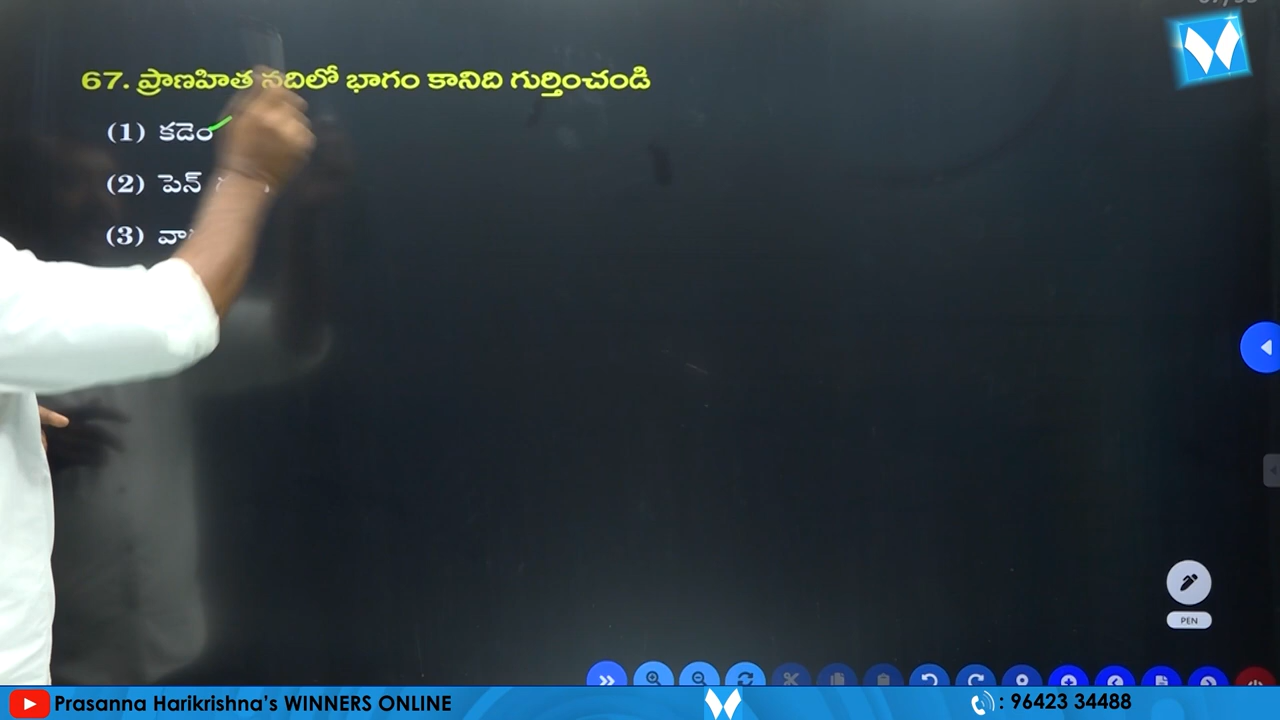 67. ప్రాణహిత నదిలో భాగం కానిది గుర్తించండి
(1) కడెం
(2) పెన్
(3)
PEN
Prasanna Harikrishna's WINNERS ONLINE
: 96423 34488